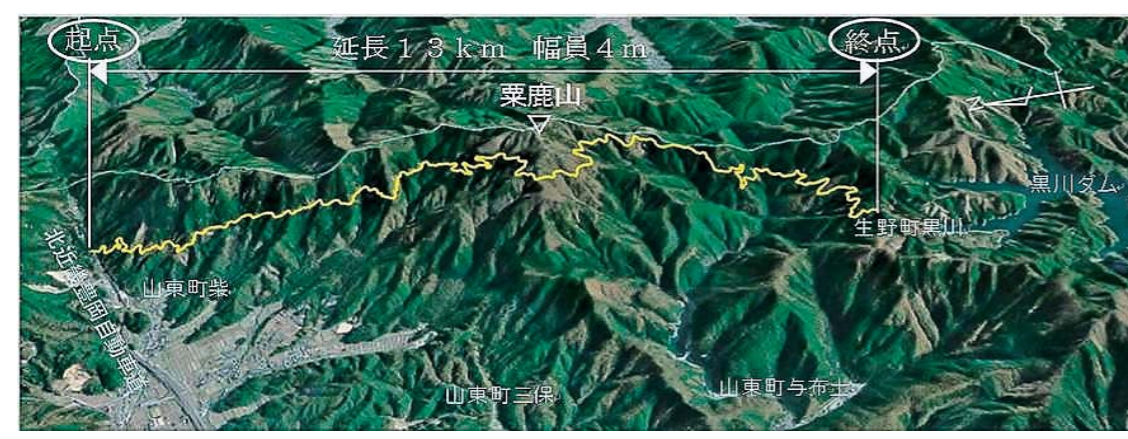 起点
延長13km 幅員4m
終点
粟鹿山
黒川ダム
生野町黒川
北近畿豊岡自動車道
山東町柴
山東町三保
山東町与布土